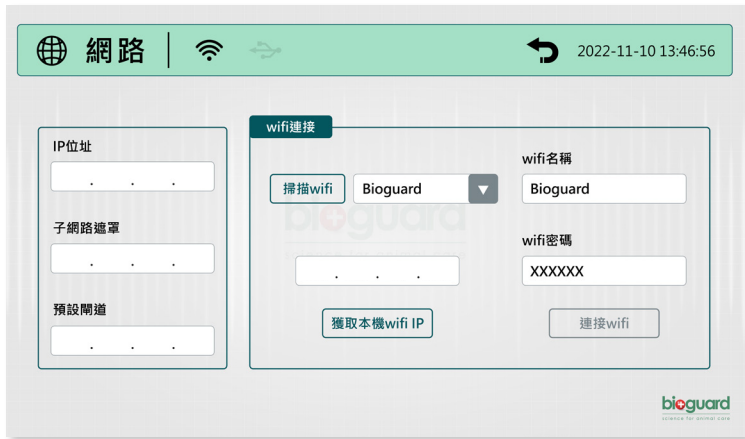 網路
2022-11-10 13:46:56
IP位址
. . .
子網路遮罩
. . .
預設閘道
. . .
wifi連接
掃描wifi
Bioguard
. . .
獲取本機wifi IP
wifi名稱
Bioguard
wifi密碼
XXXXXX
連接wifi
bioguard
bioguard
science for animal care